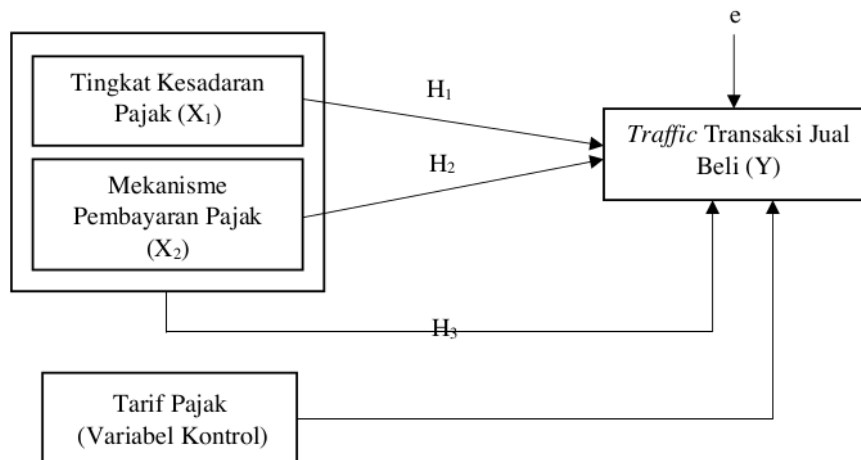 e
Tingkat Kesadaran
Pajak (X₁)
H₁
Traffic Transaksi Jual
Beli (Y)
H₂
Mekanisme
Pembayaran Pajak
(X₂)
H₃
Tarif Pajak
(Variabel Kontrol)